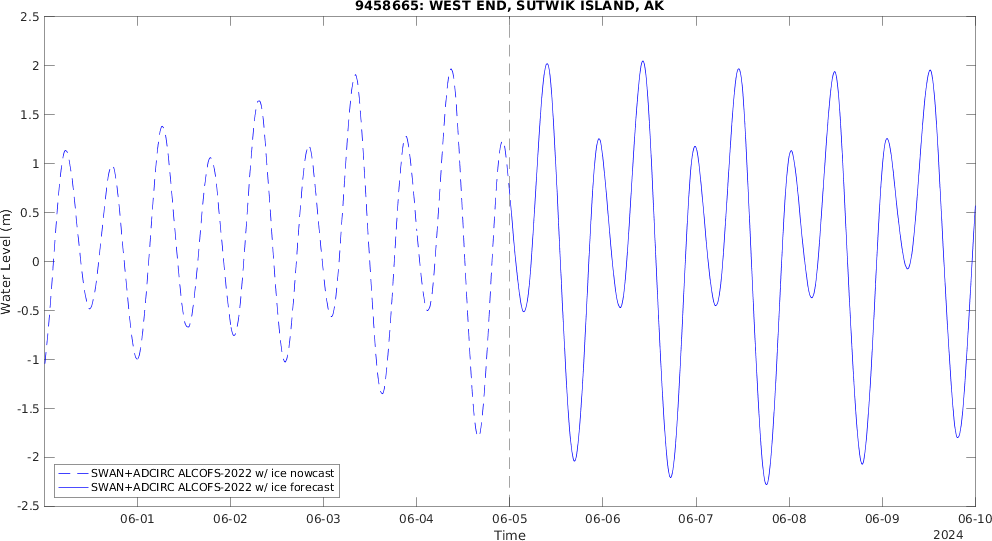 9458665: WEST END, SUTWIK ISLAND, AK
2.5
2
1.5
1
0.5
0
-0.5
-1
-1.5
-2
-2.5
Water Level (m)
SWAN+ADCIRC ALCOFS-2022 w/ ice nowcast
SWAN+ADCIRC ALCOFS-2022 w/ ice forecast
06-01 06-02 06-03 06-04 06-05 06-06 06-07 06-08 06-09 06-10
Time
2024